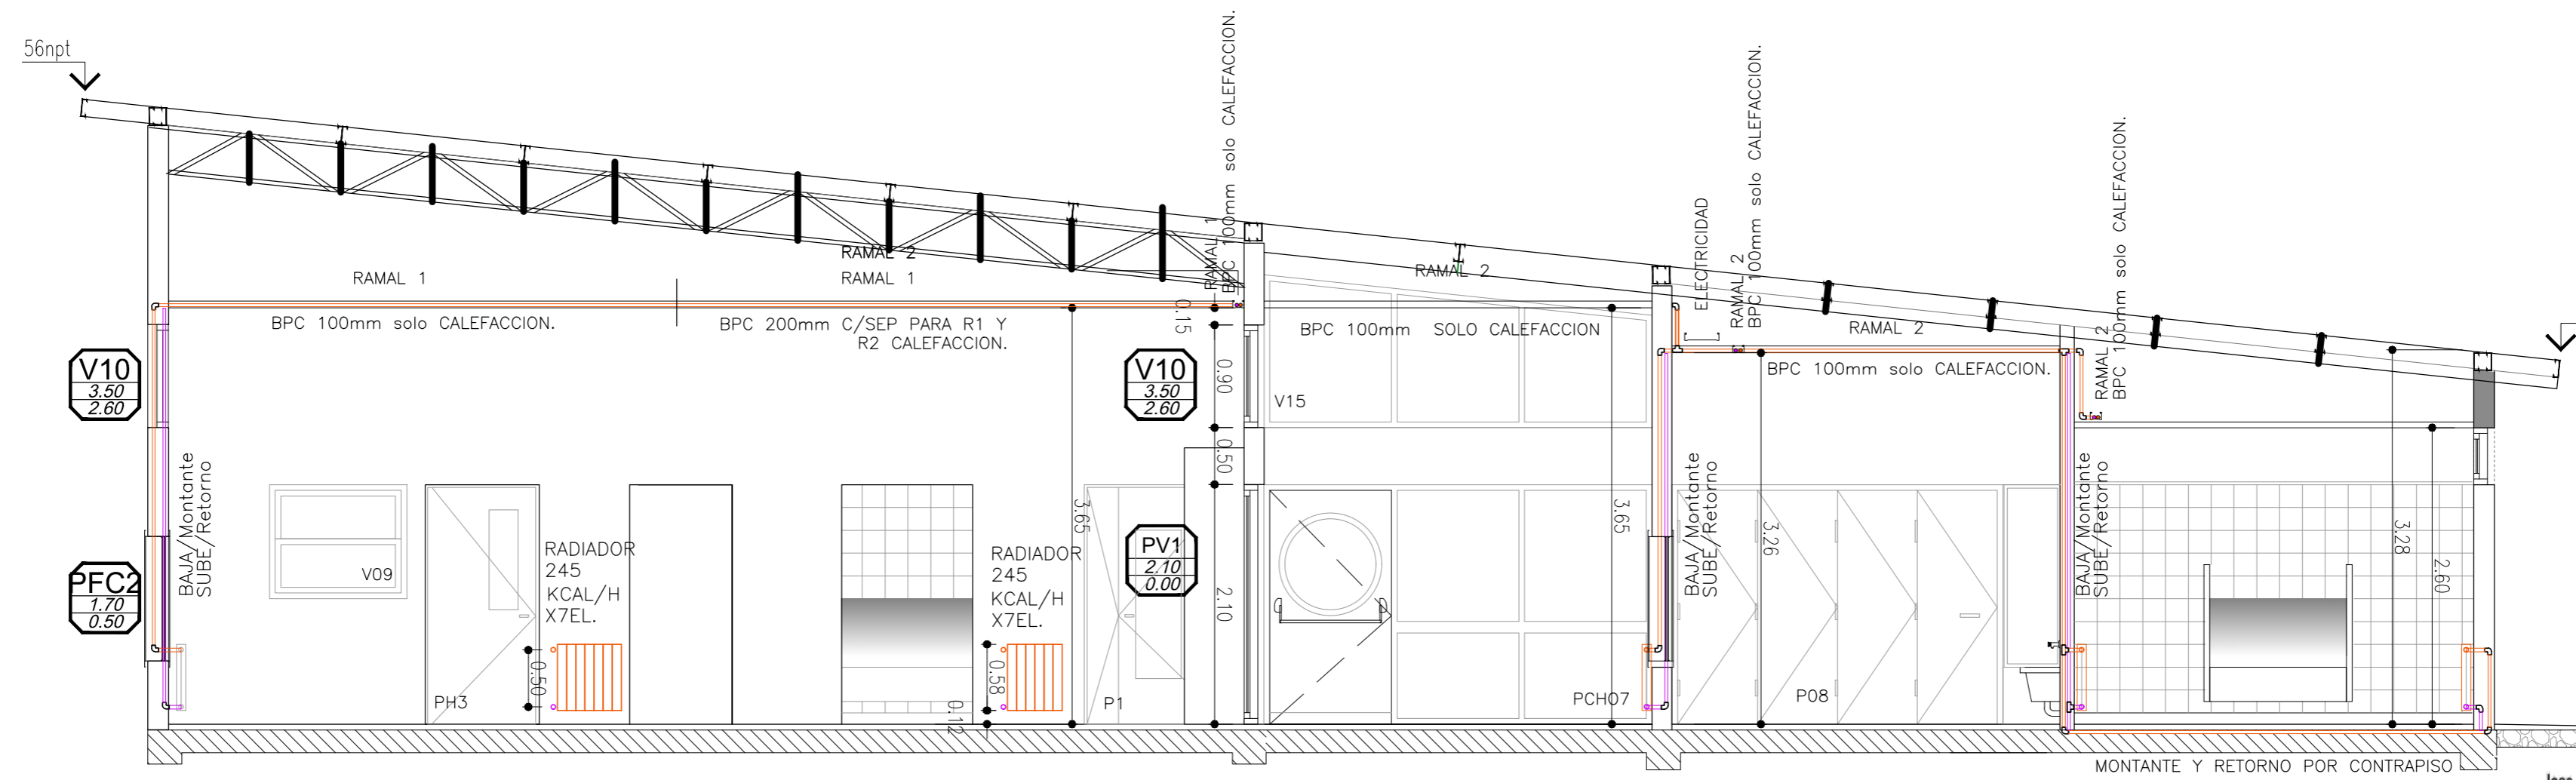 56npt
RAMAL 1
RAMAL 2
RAMAL 1
BPC 100mm solo CALEFACCION.
BPC 200mm C/SEP PARA R1 Y
R2 CALEFACCION.
RAMAL 1
BPC 100mm solo CALEFACCION.
0.15
RAMAL 2
BPC 100mm SOLO CALEFACCION
ELECTRICIDAD
RAMAL 2
BPC 100mm solo CALEFACCION.
RAMAL 2
BPC 100mm solo CALEFACCION.
RAMAL 2
BPC 100mm solo CALEFACCION.
V10
3.50
2.60
V10
3.50
2.60
0.90
V15
0.50
BAJA/Montante
SUBE/Retorno
V09
PFC2
1.70
0.50
PH3
RADIADOR
245
KCAL/H
X7EL.
0.50
RADIADOR
245
KCAL/H
X7EL.
0.58
0.12
3.65
P1
PV1
2.10
0.00
2.10
3.65
PCH07
BAJA/Montante
SUBE/Retorno
3.26
P08
BAJA/Montante
SUBE/Retorno
3.28
2.60
MONTANTE Y RETORNO POR CONTRAPISO